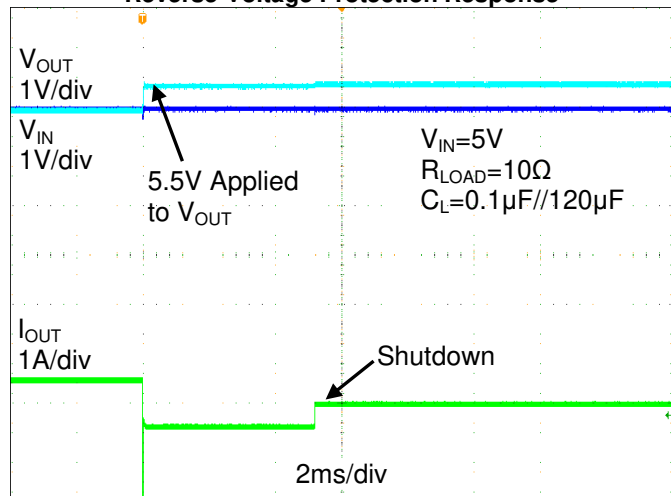 Reverse Voltage Protection Response
T
VOUT
1V/div
VIN
1V/div
5.5V Applied
to VOUT
VIN=5V
RLOAD=10Ω
CL=0.1µF//120µF
IOUT
1A/div
Shutdown
2ms/div